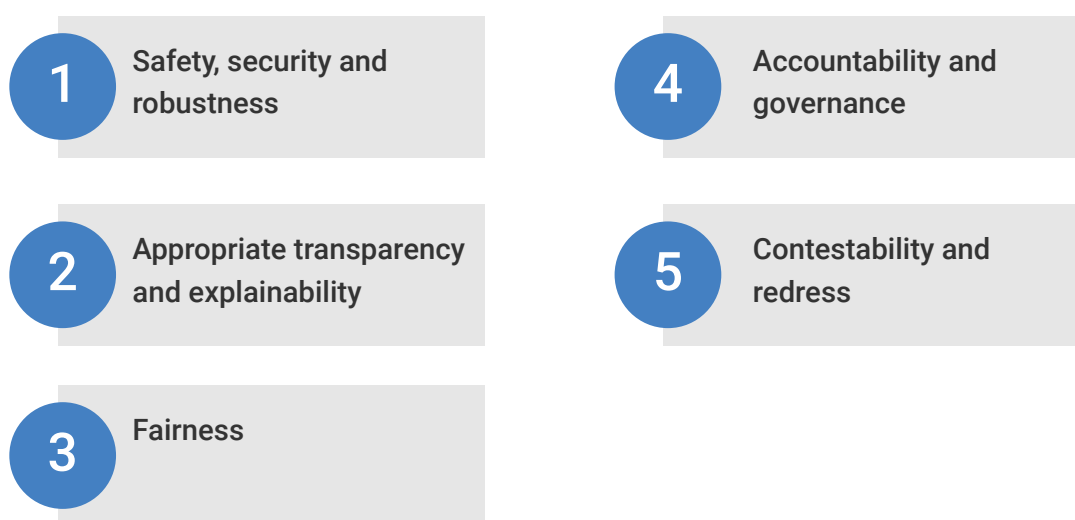 1
Safety, security and
robustness
2
Appropriate transparency
and explainability
3
Fairness
4
Accountability and
governance
5
Contestability and
redress